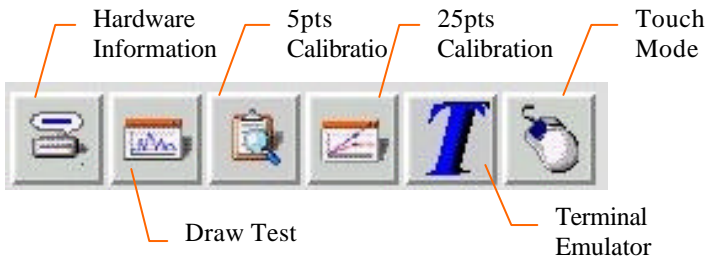 Hardware
Information
5pts
Calibratio
25pts
Calibration
Touch
Mode
T
Draw Test
Terminal
Emulator